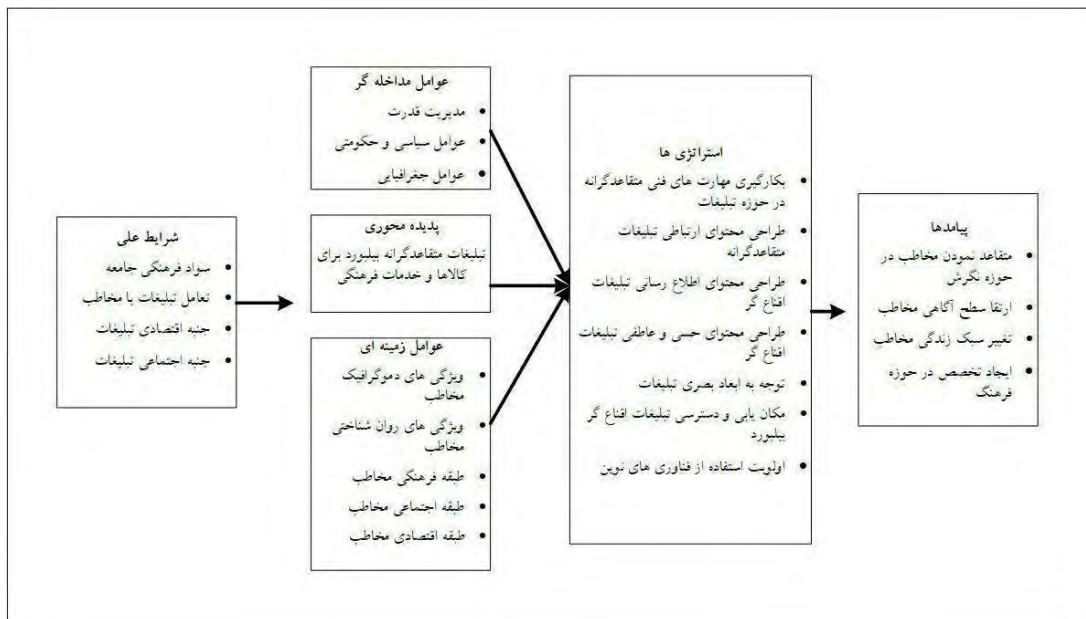 شرایط علی
سواد فرهنگی جامعه
تعامل تبلیغات با مخاطب
جنبه اقتصادی تبلیغات
جنبه اجتماعی تبلیغات
عوامل مداخله گر
مدیریت قدرت
عوامل سیاسی و حکومتی
عوامل جغرافیایی
پدیده محوری
تبلیغات متقاعدگرانه بیلبورد برای
کالاها و خدمات فرهنگی
عوامل زمینه ای
ویژگی های دموگرافیک
مخاطب
ویژگی های روان شناختی
مخاطب
طبقه فرهنگی مخاطب
طبقه اجتماعی مخاطب
طبقه اقتصادی مخاطب
استراتژی ها
بکارگیری مهارت های فنی متقاعدگرانه
در حوزه تبلیغات
طراحی محتوای ارتباطی تبلیغات
متقاعدگرانه
طراحی محتوای اطلاع رسانی تبلیغات
اقناع گر
طراحی محتوای حسی و عاطفی تبلیغات
اقناع گر
توجه به ابعاد بصری تبلیغات
مکان یابی و دسترسی تبلیغات اقناع گر
بیلبورد
اولویت استفاده از فناوری های نوین
پیامدها
متقاعد نمودن مخاطب در
حوزه نگرش
ارتقا سطح آگاهی مخاطب
تغییر سبک زندگی مخاطب
ایجاد تخصص در حوزه
فرهنگ